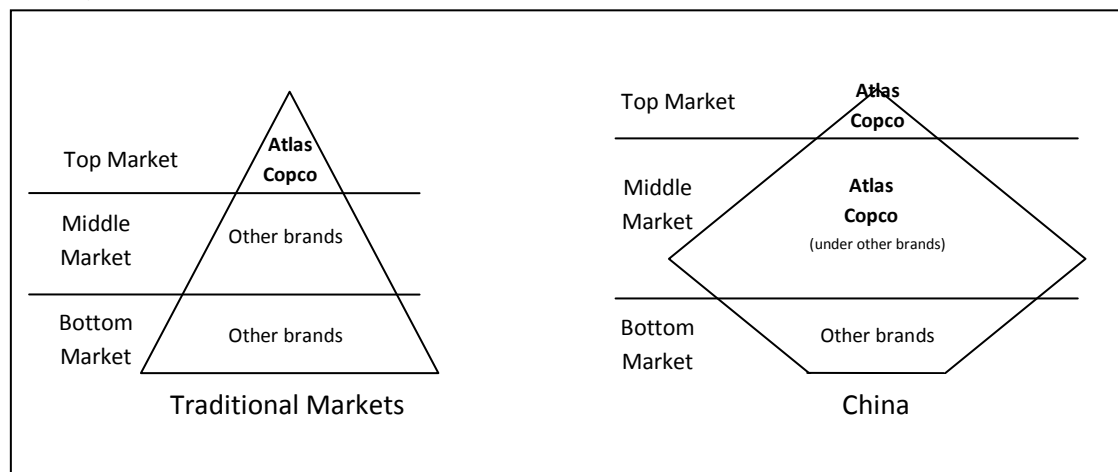 Top Market
Atlas
Copco
Middle
Market
Other brands
Bottom
Market
Other brands
Traditional Markets
Top Market
Atlas
Copco
Middle
Market
Atlas
Copco
(under other brands)
Bottom
Market
Other brands
China